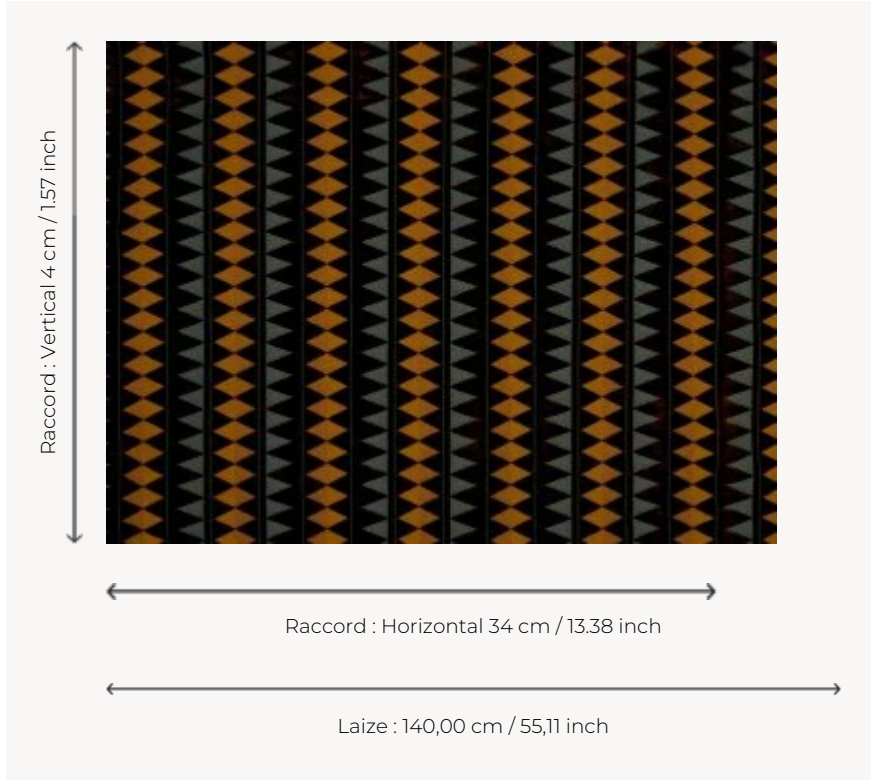 Raccord : Vertical 4 cm / 1.57 inch
Raccord : Horizontal 34 cm / 13.38 inch
Laize : 140,00 cm / 55,11 inch